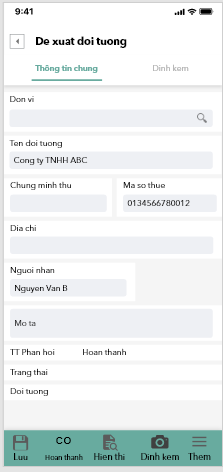 9:41
De xuat doi tuong
Thông tin chung
Dinh kem
Don vi
Ten doi tuong
Cong ty TNHH ABC
Chung minh thu
Ma so thue
0134566780012
Dia chi
Nguoi nhan
Nguyen Van B
Mo ta
TT Phan hoi
Hoan thanh
Trang thai
Doi tuong
Luu
CO
Hoan thanh
Hien thi
Dinh kem
Them